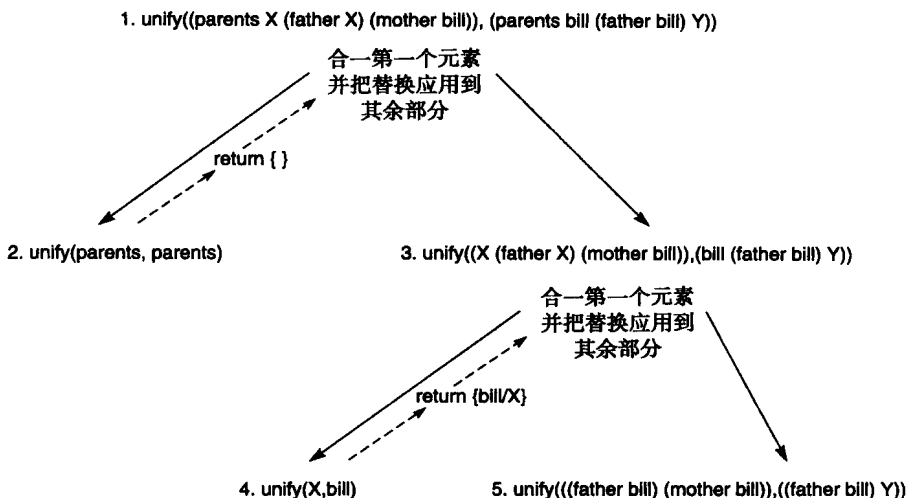 1. unify((parents X (father X) (mother bill)), (parents bill (father bill) Y))
合一第一个元素
并把替换应用到
其余部分
return { }
2. unify(parents, parents)
3. unify((X (father X) (mother bill)),(bill (father bill) Y))
合一第一个元素
并把替换应用到
其余部分
return {bill/X}
4. unify(X,bill)
5. unify(((father bill) (mother bill)),((father bill) Y))